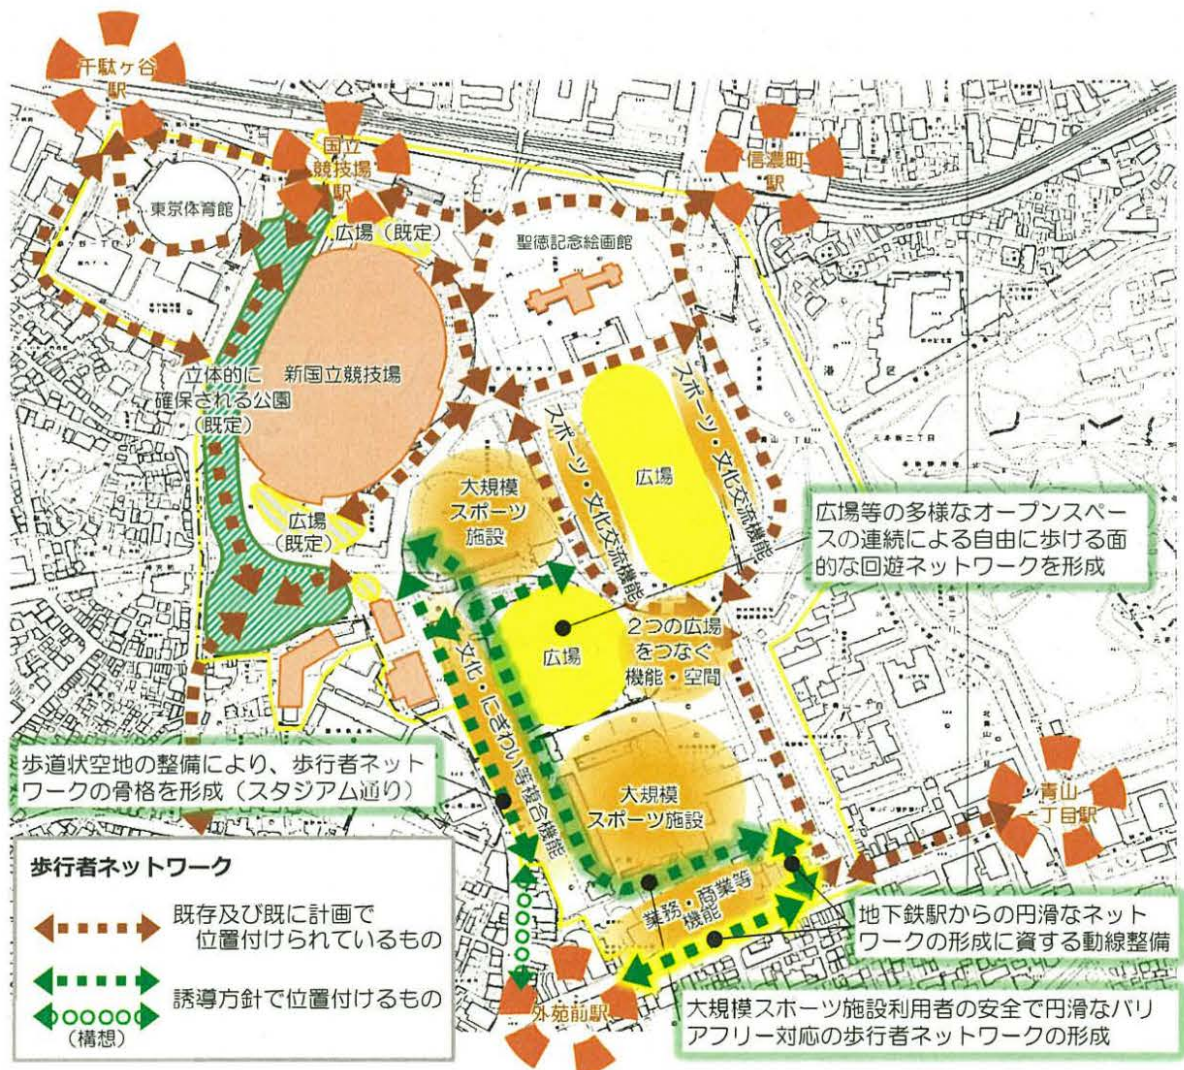 千駄ヶ谷
駅
国立
競技場
駅
信濃町
駅
東京体育館
広場（既定）
聖徳記念絵画館
立体的に
確保される公園
（既定）
新国立競技場
スポーツ・文化交流機能
スポーツ・文化交流機能
広場
大規模
スポーツ
施設
広場
（既定）
広場等の多様なオープンスペー
スの連続による自由に歩ける面
的な回遊ネットワークを形成
広場
2つの広場
をつなぐ
機能・空間
文化・にぎわい等複合機能
歩道状空地の整備により、歩行者ネット
ワークの骨格を形成（スタジアム通り）
大規模
スポーツ施設
青山
一丁目駅
業務・商業等
機能
地下鉄駅からの円滑なネット
ワークの形成に資する動線整備
外苑前駅
大規模スポーツ施設利用者の安全で円滑なバリ
アフリー対応の歩行者ネットワークの形成
歩行者ネットワーク
既存及び既に計画で
位置付けられているもの
誘導方針で位置付けるもの
（構想）